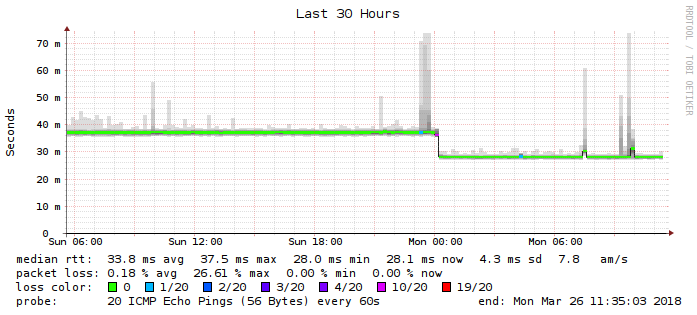 Last 30 Hours
RRDTOOL / TOBI OETIKER
Seconds
70 m
60 m
50 m
40 m
30 m
20 m
10 m
0
Sun 06:00 Sun 12:00 Sun 18:00 Mon 00:00 Mon 06:00
median rtt: 33.8 ms avg 37.5 ms max 28.0 ms min 28.1 ms now 4.3 ms sd 7.8 am/s
packet loss: 0.18 % avg 26.61 % max 0.00 % min 0.00 % now
loss color: 0 1/20 2/20 3/20 4/20 10/20 19/20
probe: 20 ICMP Echo Pings (56 Bytes) every 60s end: Mon Mar 26 11:35:03 2018